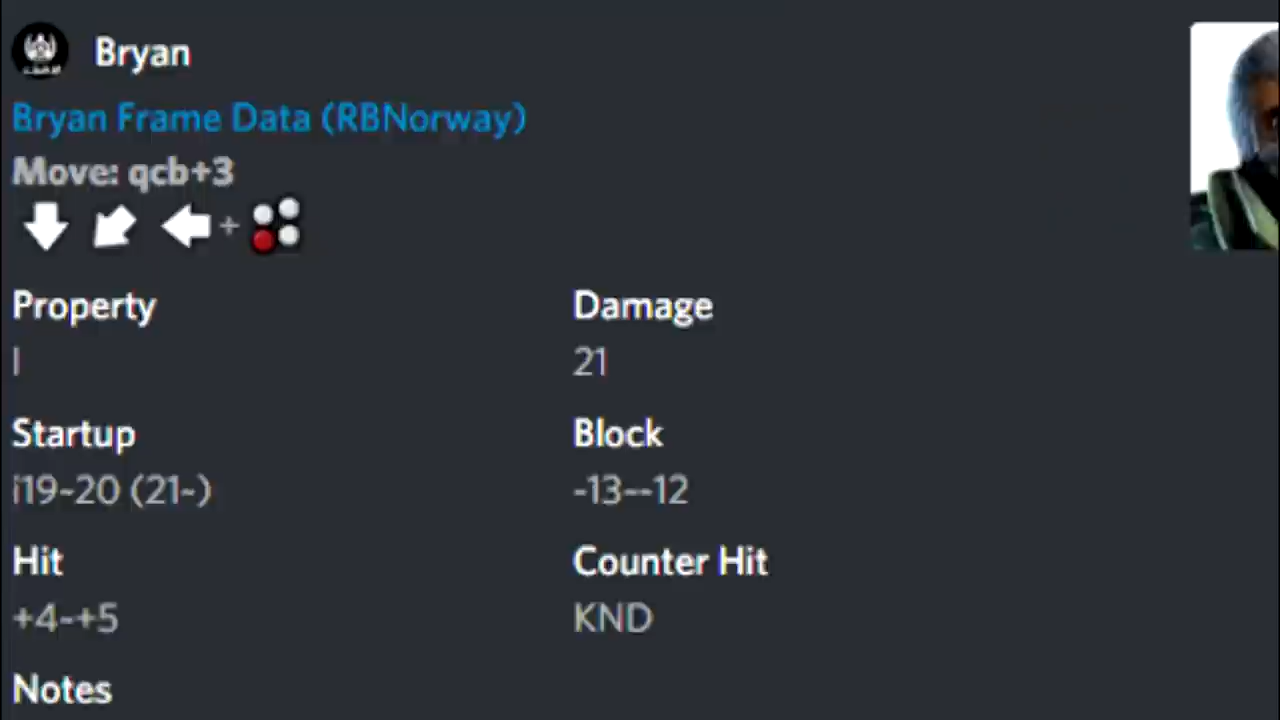 Bryan
Bryan Frame Data (RBNorway)
Move: qcb+3
+
Property
Damage
l
21
Startup
Block
i19~20 (21~)
-13~-12
Hit
Counter Hit
+4~+5
KND
Notes